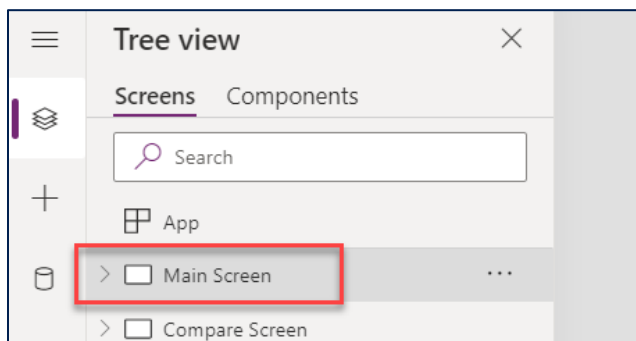 Tree view
Screens Components
Search
App
Main Screen
Compare Screen